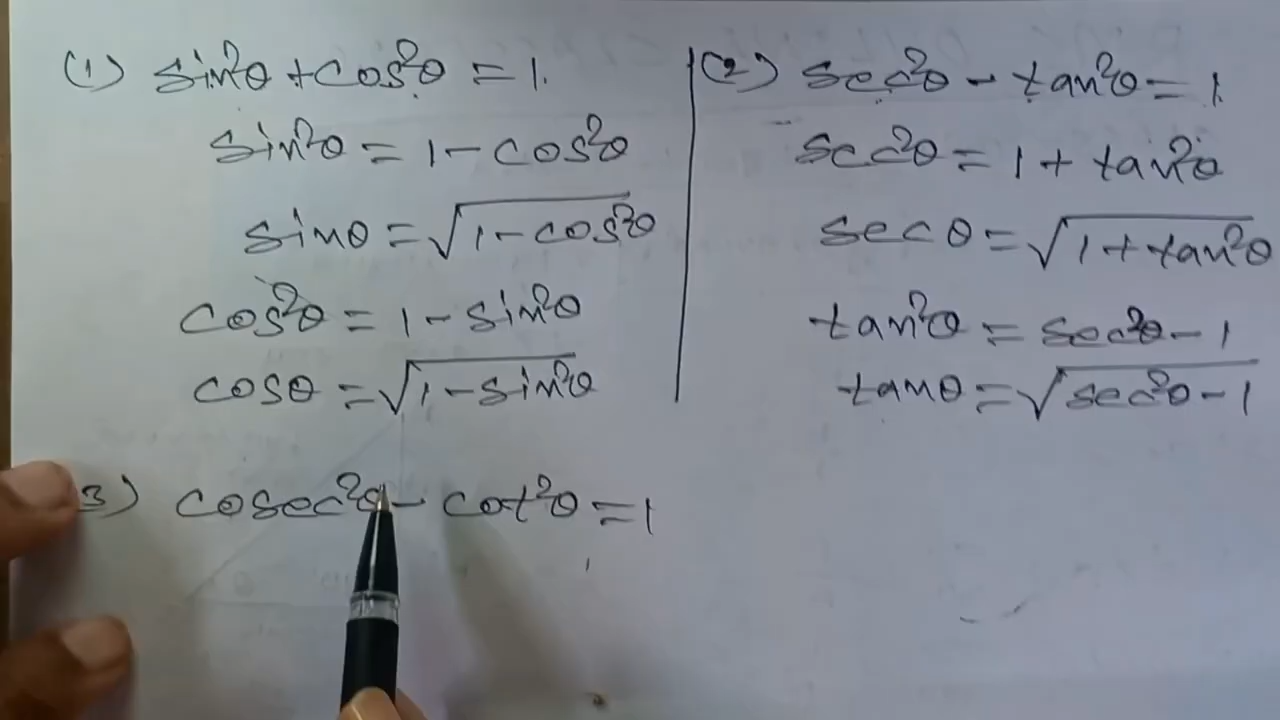 (1) sin²θ + cos²θ = 1.
sin²θ = 1 - cos²θ
sinθ = √1 - cos²θ
cos²θ = 1 - sin²θ
cosθ = √1 - sin²θ
(2) sec²θ - tan²θ = 1
sec²θ = 1 + tan²θ
secθ = √1 + tan²θ
tan²θ = sec²θ - 1
tanθ = √sec²θ - 1
3) cosec²θ - cot²θ = 1